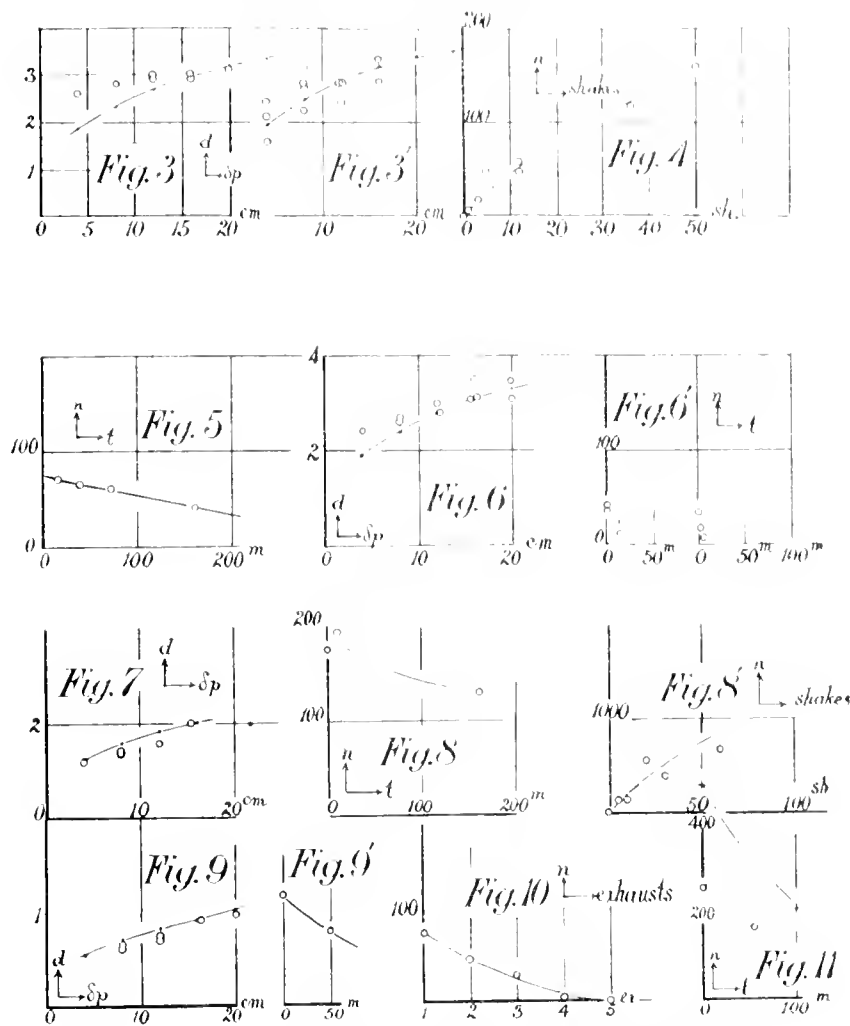 200
3
n
shakes
2
100
d
1
Fig. 3
δp
Fig. 3'
Fig. 4
cm
cm
sh.
0 5 10 15 20
10 20
0 10 20 30 40 50
4
n
t
Fig. 5
Fig. 6'
n
t
100
2
100
Fig. 6
d
δp
0
0
0 100 200 m
0 10 20 cm
0 50 m 0 50 m 100 m
200
Fig. 7
d
δp
Fig. 8'
n
shakes
2
100
1000
Fig. 8
n
t
0
10 20 cm
0 100 200 m
0 50 100 sh
400
Fig. 9
Fig. 9'
Fig. 10
n
exhausts
1
100
200
d
δp
Fig. 11
n
t
0 10 20 cm
0 50 m
1 2 3 4 5 ex
0 100 m